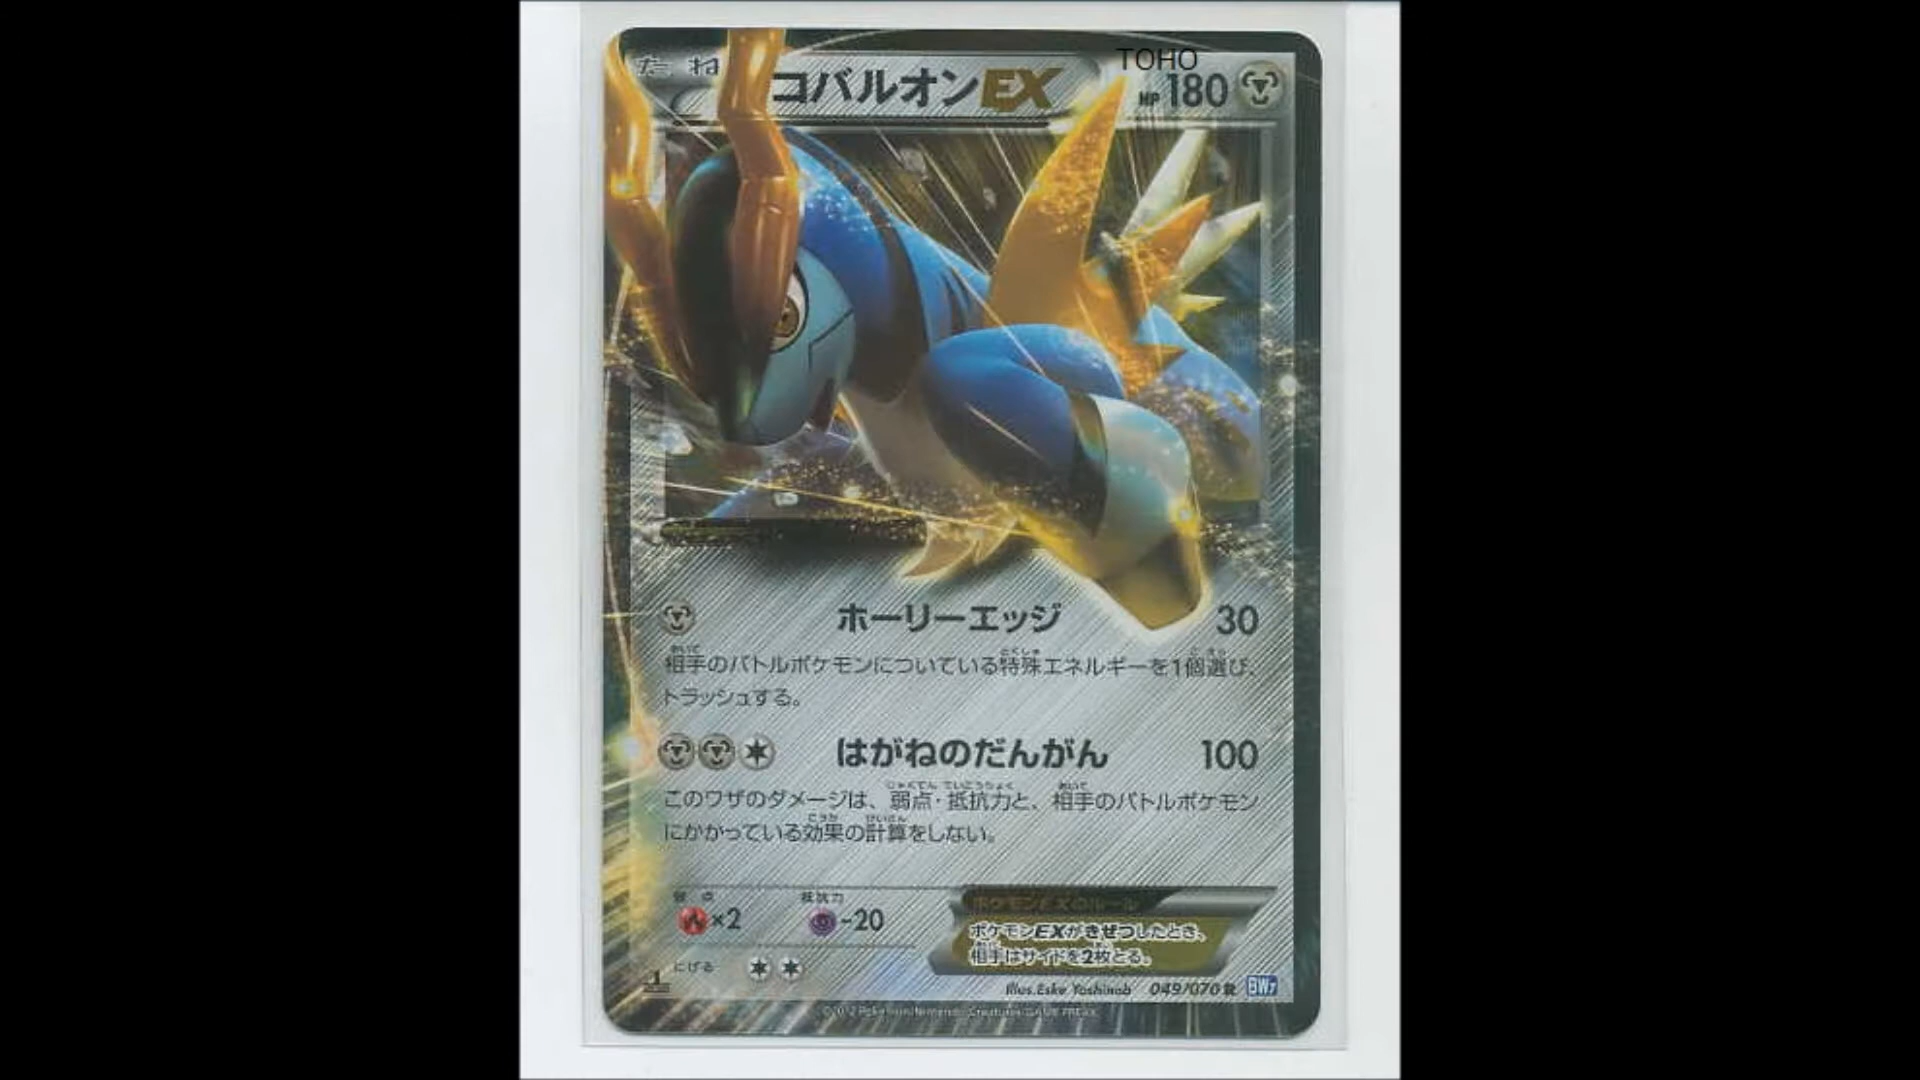 たね
コバルオンEX
TOHO
HP 180
ホーリーエッジ 30
相手のバトルポケモンについている特殊エネルギーを1個選び、
トラッシュする。
はがねのだんがん 100
このワザのダメージは、弱点・抵抗力と、相手のバトルポケモン
にかかっている効果の計算をしない。
弱点 抵抗力
×2 -20
ポケモンEXのルール
ポケモンEXがきぜつしたとき、
相手はサイドを2枚とる。
にげる
Illus.Eske Yoshinob 049/070 R BW7
©2012 Pokémon/Nintendo/Creatures/GAME FREAK.